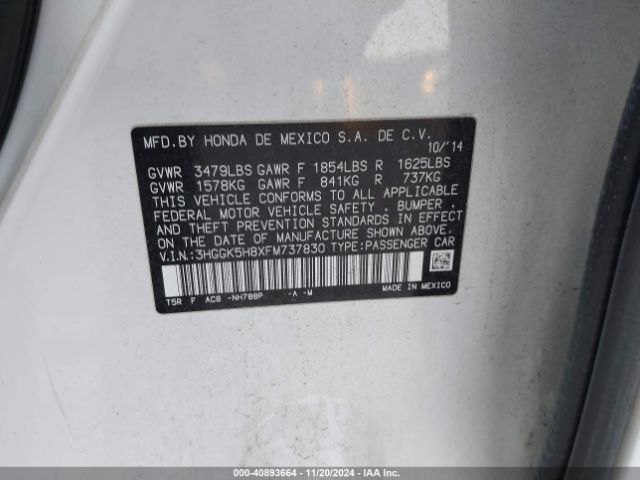 MFD.BY HONDA DE MEXICO S.A. DE C.V.
10/'14
GVWR 3479LBS GAWR F 1854LBS R 1625LBS
GVWR 1578KG GAWR F 841KG R 737KG
THIS VEHICLE CONFORMS TO ALL APPLICABLE
FEDERAL MOTOR VEHICLE SAFETY . BUMPER .
AND THEFT PREVENTION STANDARDS IN EFFECT
ON THE DATE OF MANUFACTURE SHOWN ABOVE.
V.I.N.:3HGGK5H8XFM737830 TYPE:PASSENGER CAR
T5R F AC8 -NH788P -A -M MADE IN MEXICO
000-40893664 - 11/20/2024 - IAA Inc.